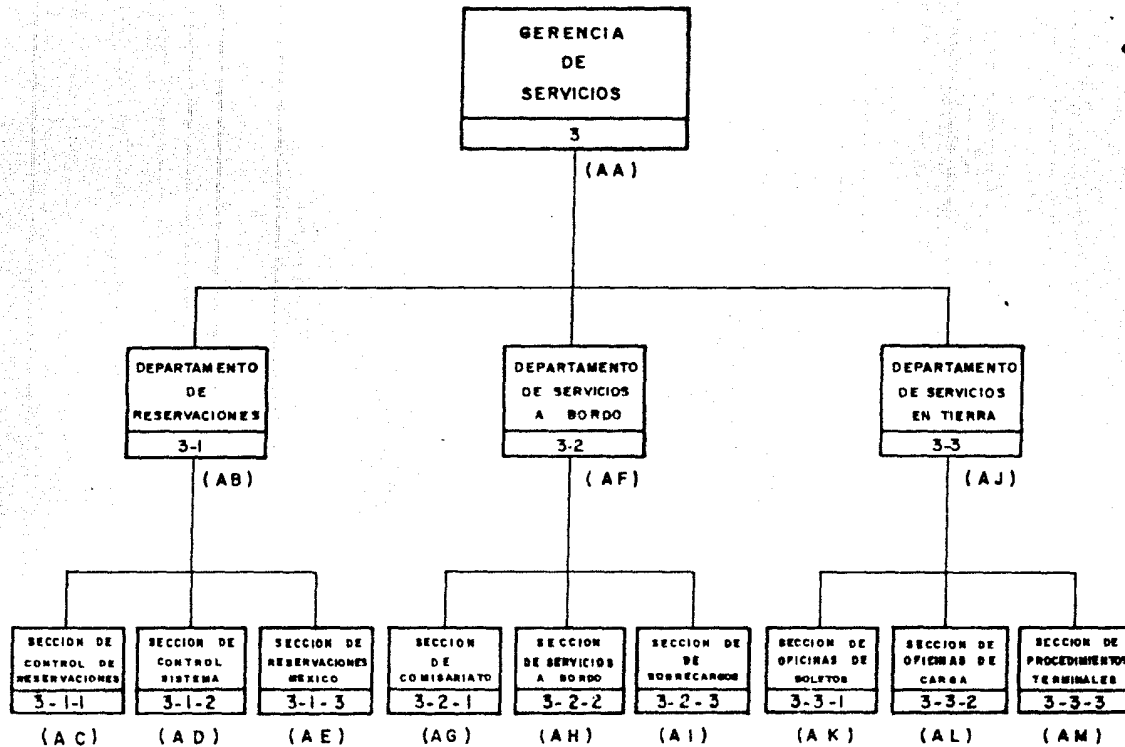 GERENCIA
DE
SERVICIOS
3
(AA)
DEPARTAMENTO
DE
RESERVACIONES
3-1
(AB)
DEPARTAMENTO
DE SERVICIOS
A BORDO
3-2
(AF)
DEPARTAMENTO
DE SERVICIOS
EN TIERRA
3-3
(AJ)
SECCION DE
CONTROL DE
RESERVACIONES
3-1-1
(AC)
SECCION DE
CONTROL
SISTEMA
3-1-2
(AD)
SECCION DE
RESERVACIONES
MEXICO
3-1-3
(AE)
SECCION
DE
COMISARIATO
3-2-1
(AG)
SECCION
DE SERVICIOS
A BORDO
3-2-2
(AH)
SECCION DE
DE
SOBRECARGOS
3-2-3
(AI)
SECCION DE
OFICINAS DE
BOLETOS
3-3-1
(AK)
SECCION DE
OFICINAS DE
CARGA
3-3-2
(AL)
SECCION DE
PROCEDIMIENTOS
TERMINALES
3-3-3
(AM)